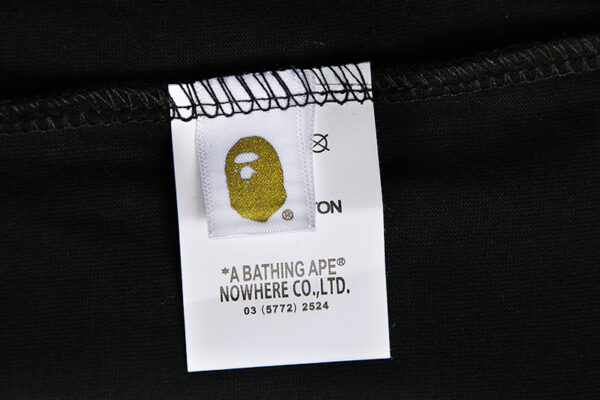 TON
®
*A BATHING APE®
NOWHERE CO.,LTD.
03 (5772) 2524